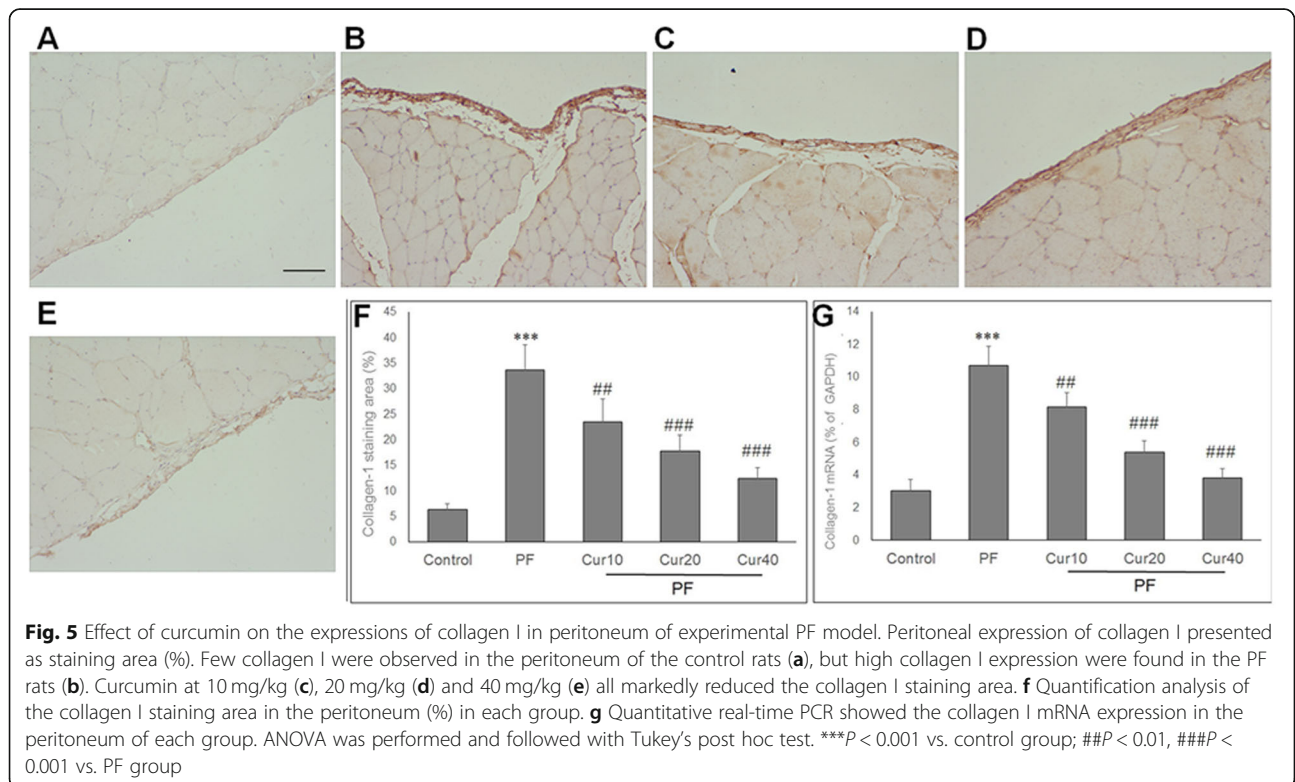 A
B
C
D
E
F
Collagen-1 staining area (%)
45
40
35
30
25
20
15
10
5
0
***
##
###
###
Control
PF
Cur10
Cur20
Cur40
PF
G
Collagen-1 mRNA (% of GAPDH)
14
12
10
8
6
4
2
0
***
##
###
###
Control
PF
Cur10
Cur20
Cur40
PF
Fig. 5 Effect of curcumin on the expressions of collagen I in peritoneum of experimental PF model. Peritoneal expression of collagen I presented
as staining area (%). Few collagen I were observed in the peritoneum of the control rats (a), but high collagen I expression were found in the PF
rats (b). Curcumin at 10 mg/kg (c), 20 mg/kg (d) and 40 mg/kg (e) all markedly reduced the collagen I staining area. f Quantification analysis of
the collagen I staining area in the peritoneum (%) in each group. g Quantitative real-time PCR showed the collagen I mRNA expression in the
peritoneum of each group. ANOVA was performed and followed with Tukey's post hoc test. ***P < 0.001 vs. control group; ##P < 0.01, ###P <
0.001 vs. PF group